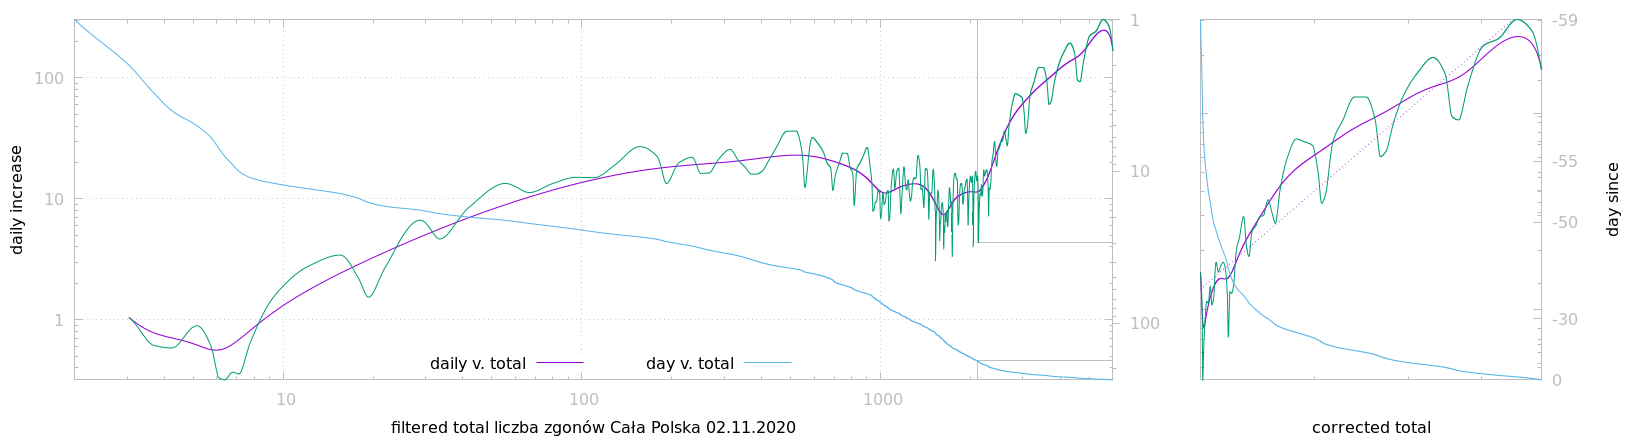 daily increase
100
10
1
10
100
1000
1
10
100
daily v. total
day v. total
filtered total liczba zgonów Cała Polska 02.11.2020
-59
-55
-50
-30
0
day since
corrected total